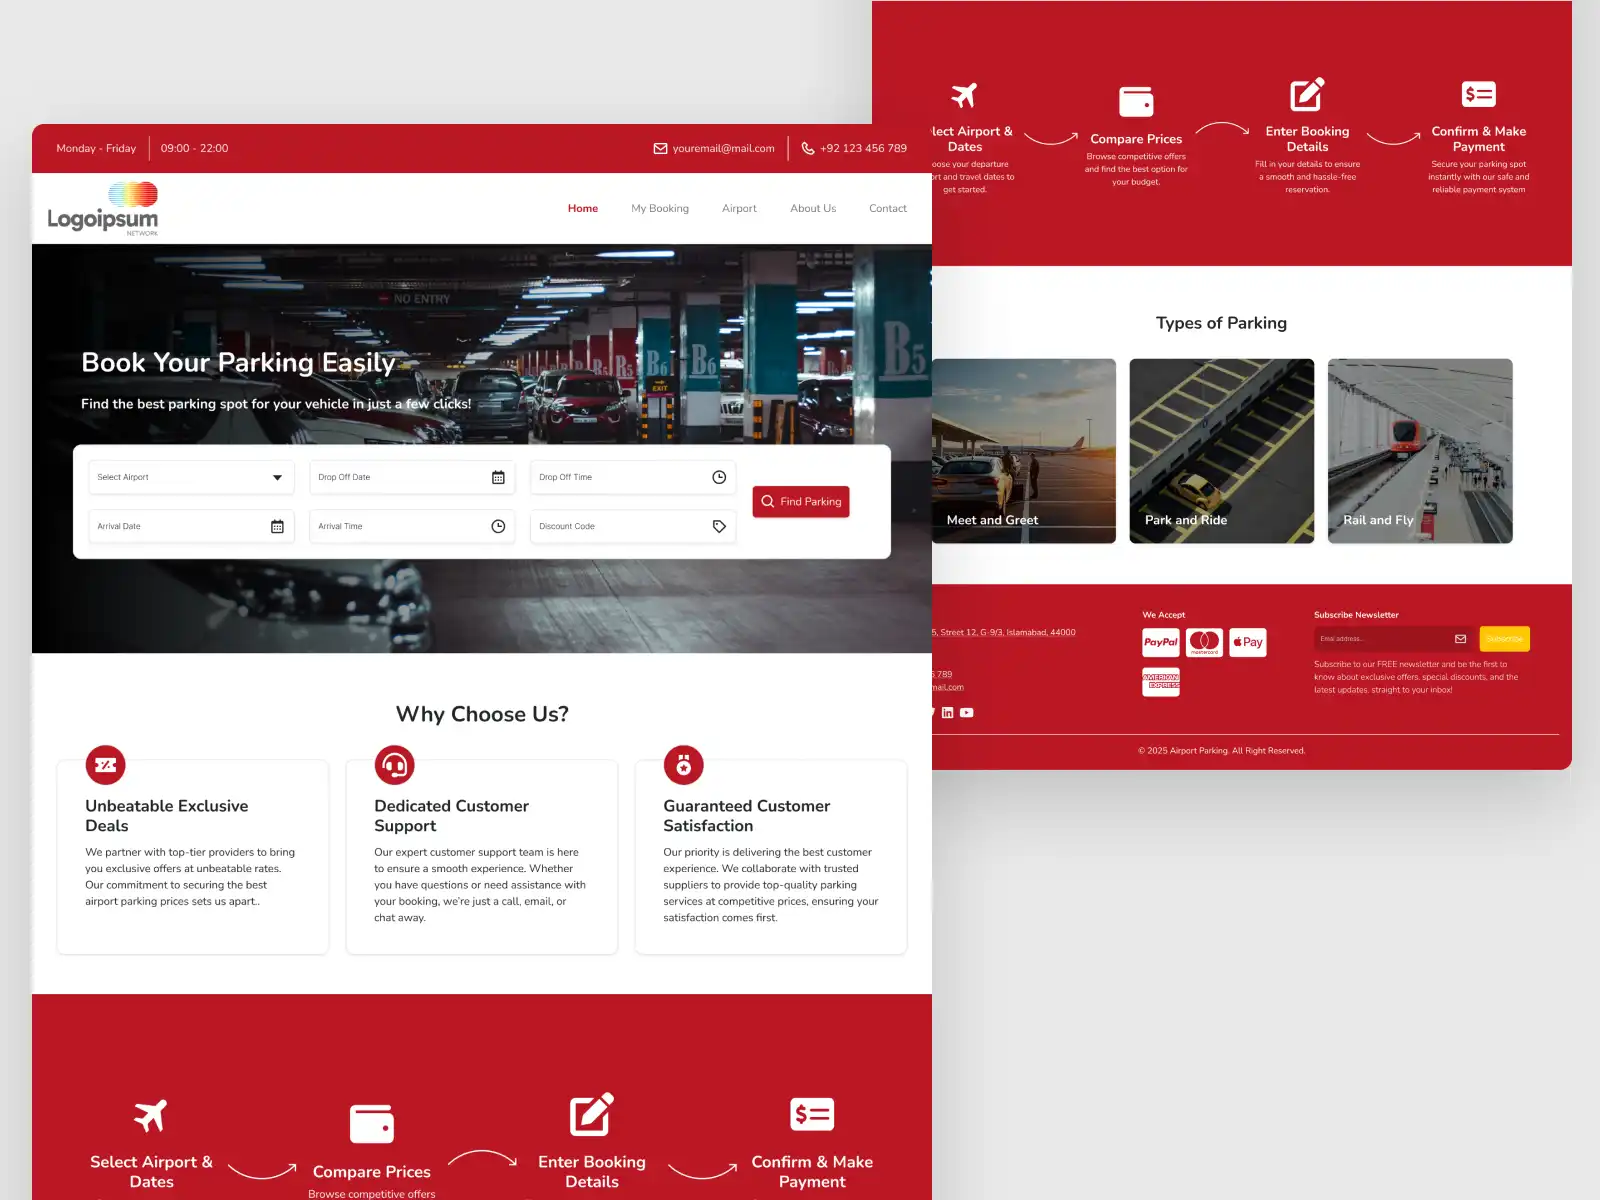 Monday - Friday
09:00 - 22:00
youremail@mail.com
+92 123 456 789
Logoipsum
NETWORK
Home
My Booking
Airport
About Us
Contact
NO ENTRY
B6
B6
B5
EXIT
Book Your Parking Easily
Find the best parking spot for your vehicle in just a few clicks!
Select Airport
Drop Off Date
Drop Off Time
Arrival Date
Arrival Time
Discount Code
Find Parking
Why Choose Us?
Unbeatable Exclusive
Deals
We partner with top-tier providers to bring
you exclusive offers at unbeatable rates.
Our commitment to securing the best
airport parking prices sets us apart..
Dedicated Customer
Support
Our expert customer support team is here
to ensure a smooth experience. Whether
you have questions or need assistance with
your booking, we're just a call, email, or
chat away.
Guaranteed Customer
Satisfaction
Our priority is delivering the best customer
experience. We collaborate with trusted
suppliers to provide top-quality parking
services at competitive prices, ensuring your
satisfaction comes first.
Select Airport &
Dates
Compare Prices
Browse competitive offers
Enter Booking
Details
Confirm & Make
Payment
lect Airport &
Dates
oose your departure
ort and travel dates to
get started.
Compare Prices
Browse competitive offers
and find the best option for
your budget.
Enter Booking
Details
Fill in your details to ensure
a smooth and hassle-free
reservation.
Confirm & Make
Payment
Secure your parking spot
instantly with our safe and
reliable payment system
Types of Parking
Meet and Greet
Park and Ride
Rail and Fly
5, Street 12, G-9/3, Islamabad, 44000
6 789
mail.com
We Accept
PayPal
mastercard
Pay
AMERICAN
EXPRESS
Subscribe Newsletter
Email address...
Subscribe
Subscribe to our FREE newsletter and be the first to
know about exclusive offers, special discounts, and the
latest updates, straight to your inbox!
© 2025 Airport Parking. All Right Reserved.